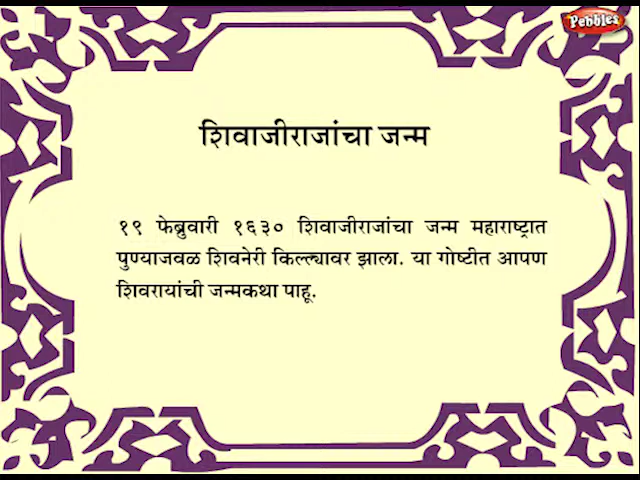 Pebbles
शिवाजीराजांचा जन्म
१९ फेब्रुवारी १६३० शिवाजीराजांचा जन्म महाराष्ट्रात
पुण्याजवळ शिवनेरी किल्ल्यावर झाला. या गोष्टीत आपण
शिवरायांची जन्मकथा पाहू.